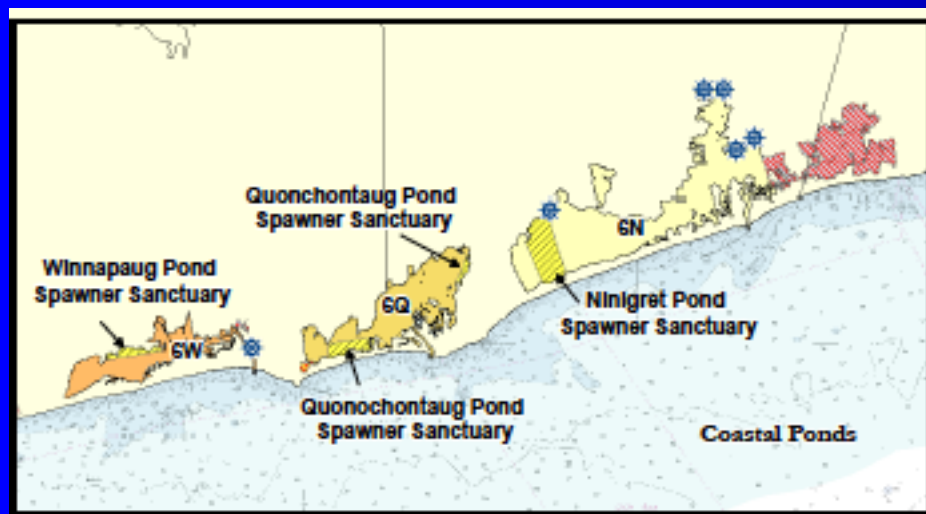 Quonchontaug Pond
Spawner Sanctuary
6N
Winnapaug Pond
Spawner Sanctuary
Ninigret Pond
Spawner Sanctuary
6Q
6W
Quonochontaug Pond
Spawner Sanctuary
Coastal Ponds